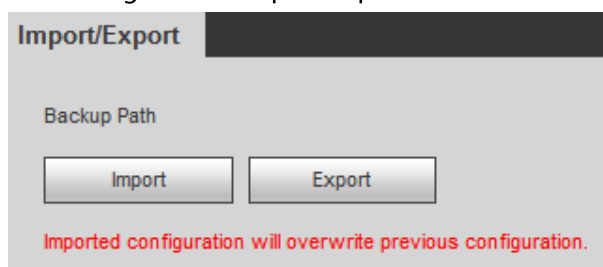 Import/Export
Backup Path
Import Export
Imported configuration will overwrite previous configuration.